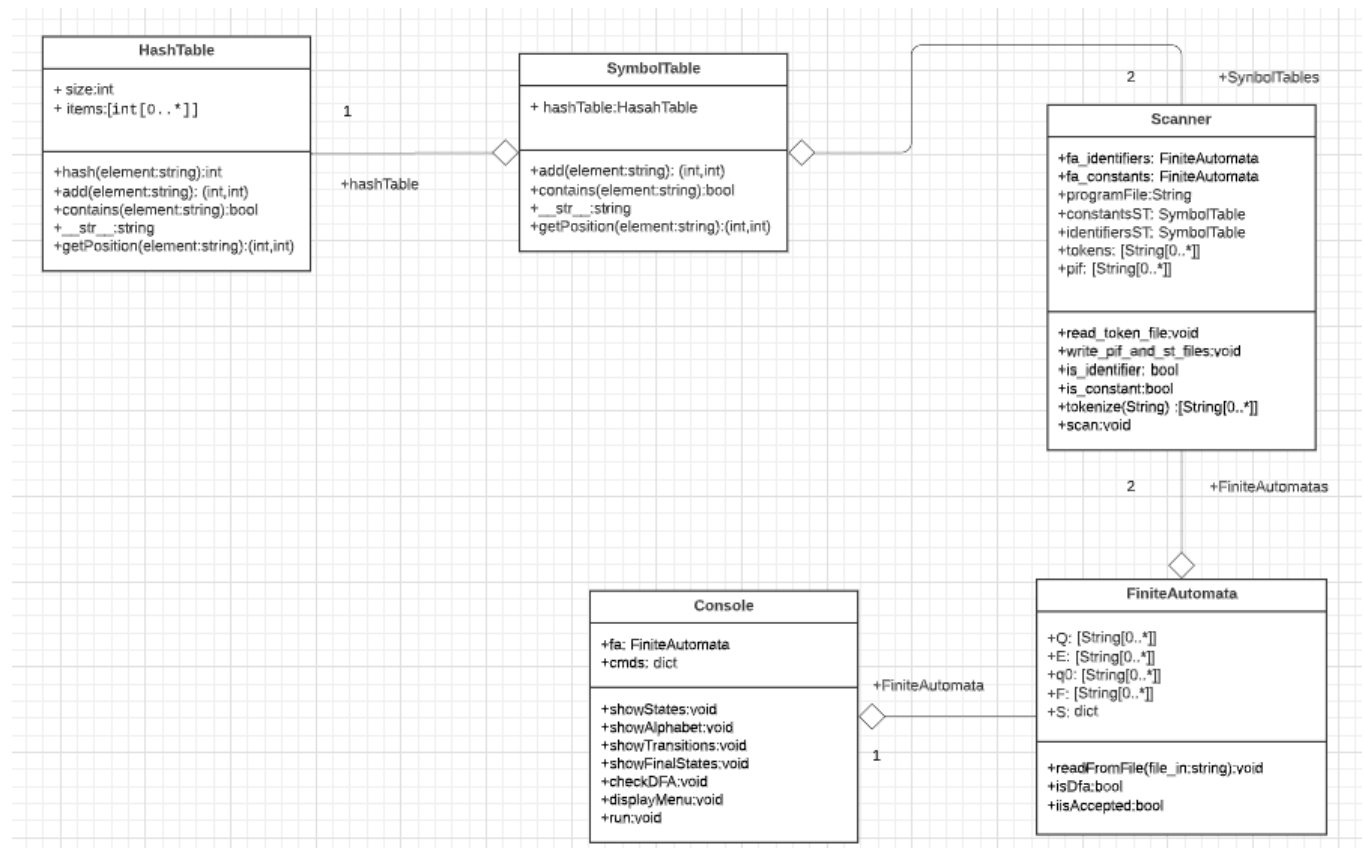 HashTable
+ size:int
+ items:[int[0..*]]
+hash(element:string):int
+add(element:string): (int,int)
+contains(element:string):bool
+__str__:string
+getPosition(element:string):(int,int)
1
+hashTable
SymbolTable
+ hashTable:HasahTable
+add(element:string): (int,int)
+contains(element:string):bool
+__str__:string
+getPosition(element:string):(int,int)
2
+SynbolTables
Scanner
+fa_identifiers: FiniteAutomata
+fa_constants: FiniteAutomata
+programFile:String
+constantsST: SymbolTable
+identifiersST: SymbolTable
+tokens: [String[0..*]]
+pif: [String[0..*]]
+read_token_file:void
+write_pif_and_st_files:void
+is_identifier: bool
+is_constant:bool
+tokenize(String) :[String[0..*]]
+scan:void
2
+FiniteAutomatas
Console
+fa: FiniteAutomata
+cmds: dict
+showStates:void
+showAlphabet:void
+showTransitions:void
+showFinalStates:void
+checkDFA:void
+displayMenu:void
+run:void
+FiniteAutomata
1
FiniteAutomata
+Q: [String[0..*]]
+E: [String[0..*]]
+q0: [String[0..*]]
+F: [String[0..*]]
+S: dict
+readFromFile(file_in:string):void
+isDfa:bool
+iisAccepted:bool